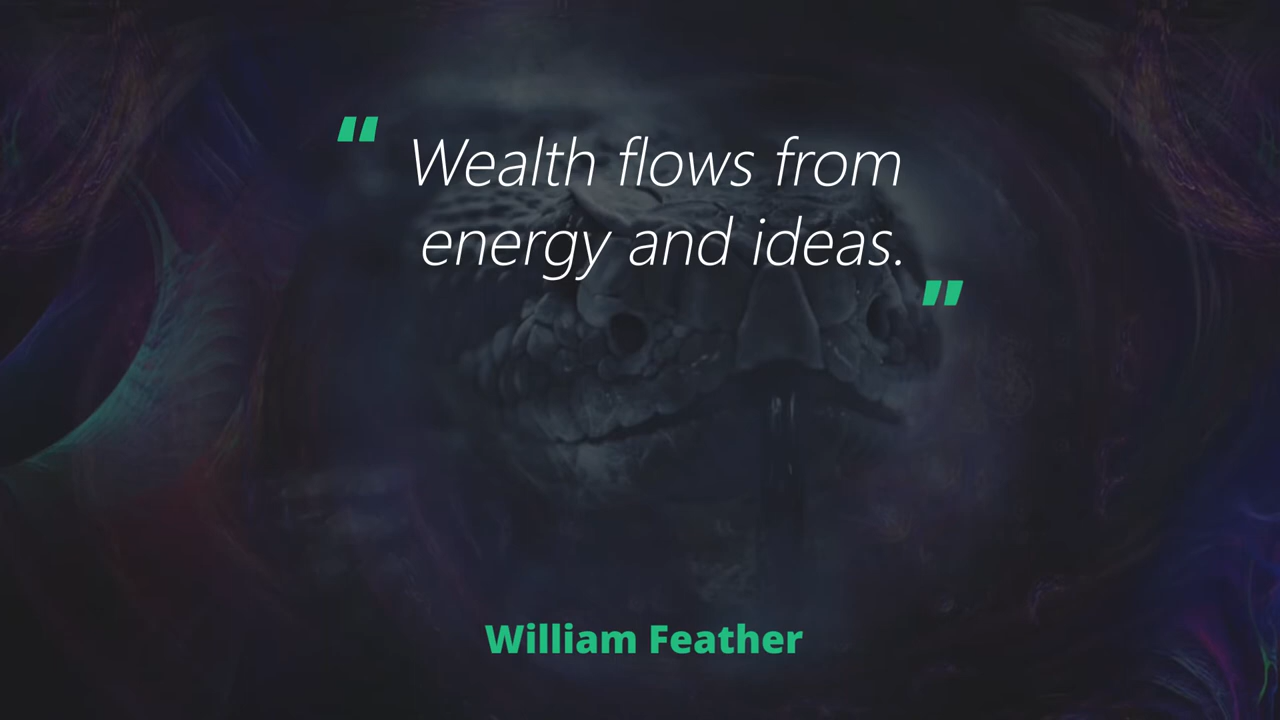 " Wealth flows from
energy and ideas. "
William Feather